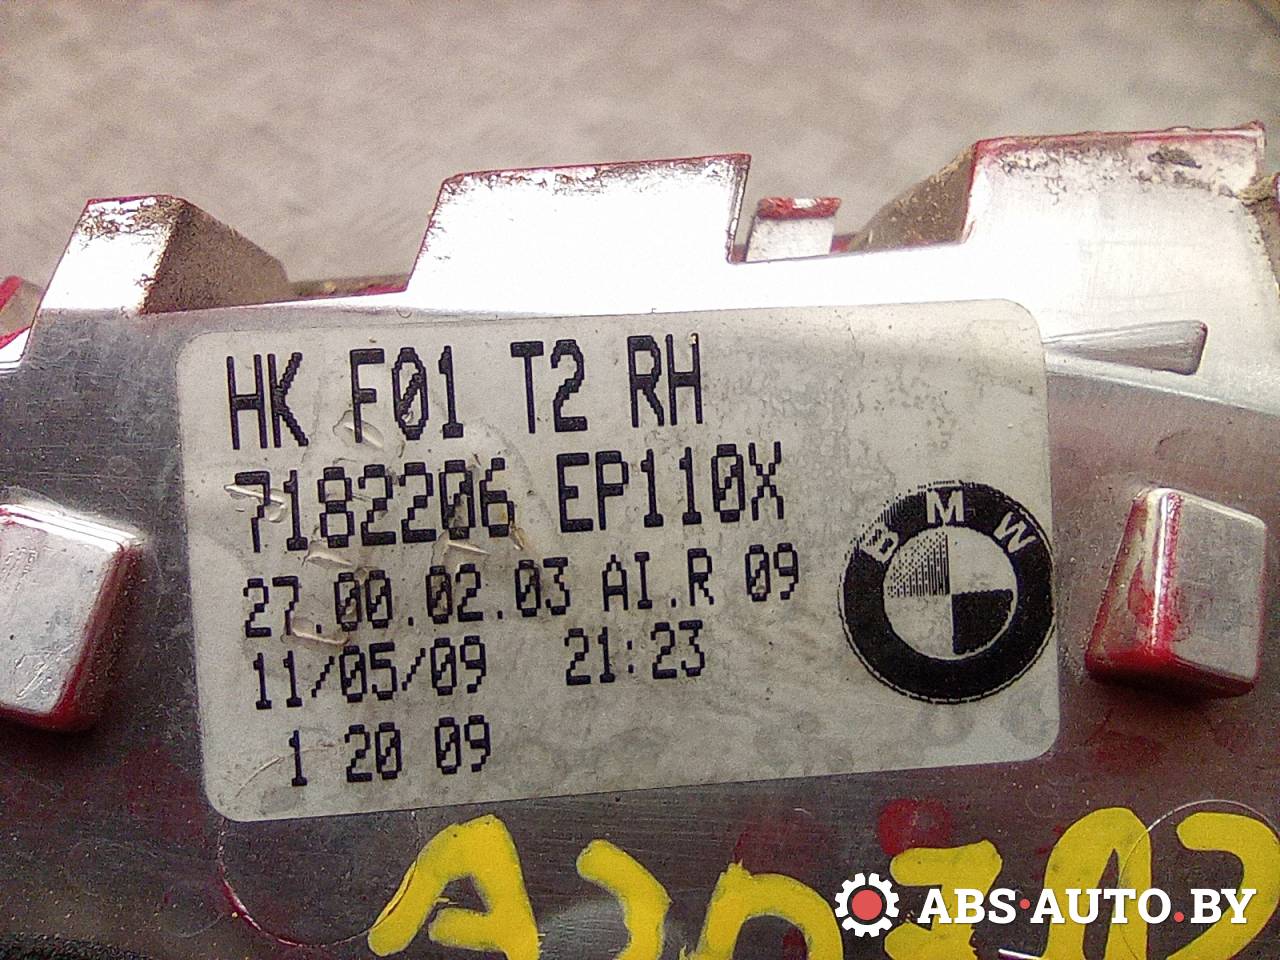 HK F01 T2 RH
7182206 EP110X
27.00.02.03 AI.R 09
11/05/09 21:23
1 20 09
BMW
ABS·AUTO.BY